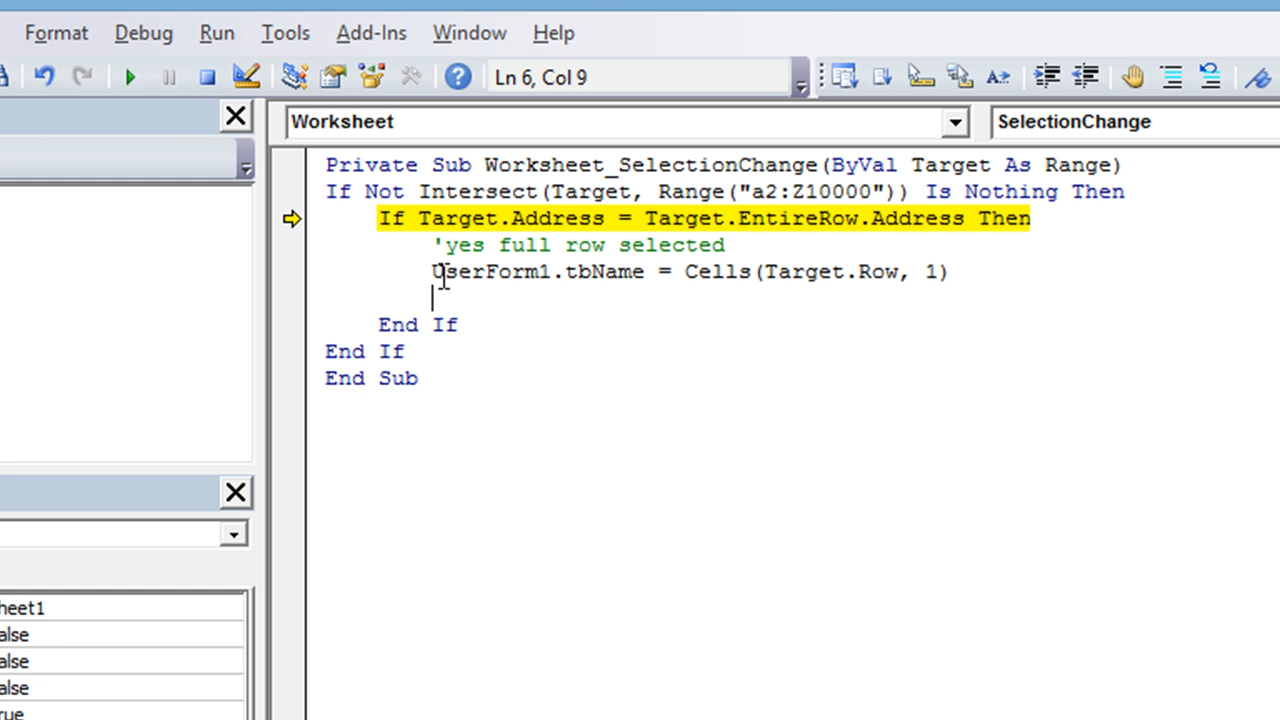 Format Debug Run Tools Add-Ins Window Help
Ln 6, Col 9
Worksheet SelectionChange
Private Sub Worksheet_SelectionChange(ByVal Target As Range)
If Not Intersect(Target, Range("a2:Z10000")) Is Nothing Then
If Target.Address = Target.EntireRow.Address Then
'yes full row selected
UserForm1.tbName = Cells(Target.Row, 1)
End If
End If
End Sub
heet1
alse
alse
alse
rue